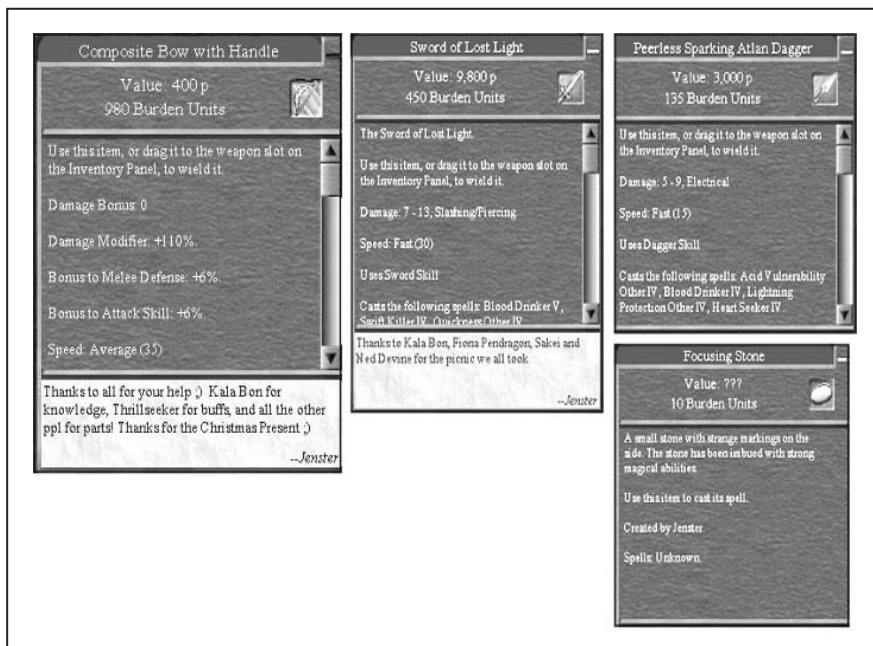 Composite Bow with Handle
Value: 400 p
980 Burden Units
Use this item, or drag it to the weapon slot on
the Inventory Panel, to wield it.
Damage Bonus: 0
Damage Modifier: +110%.
Bonus to Melee Defense: +6%.
Bonus to Attack Skill: +6%.
Speed: Average (35)
Thanks to all for your help ;) Kala Bon for
knowledge, Thrillseeker for buffs, and all the other
ppl for parts! Thanks for the Christmas Present ;)
--Jenster
Sword of Lost Light
Value: 9,800 p
450 Burden Units
The Sword of Lost Light.
Use this item, or drag it to the weapon slot on
the Inventory Panel, to wield it.
Damage: 7 - 13, Slashing/Piercing
Speed: Fast (30)
Uses Sword Skill
Casts the following spells: Blood Drinker V,
Swift Killer IV, Quickness Other IV
Thanks to Kala Bon, Fiona Pendragon, Sakei and
Ned Devine for the picnic we all took.
--Jenster
Peerless Sparking Atlan Dagger
Value: 3,000 p
135 Burden Units
Use this item, or drag it to the weapon slot on
the Inventory Panel, to wield it.
Damage: 5 - 9, Electrical
Speed: Fast (15)
Uses Dagger Skill
Casts the following spells: Acid Vulnerability
Other IV, Blood Drinker IV, Lightning
Protection Other IV, Heart Seeker IV.
Focusing Stone
Value: ???
10 Burden Units
A small stone with strange markings on the
side. The stone has been imbued with strong
magical abilities.
Use this item to cast its spell.
Created by Jenster.
Spells: Unknown.